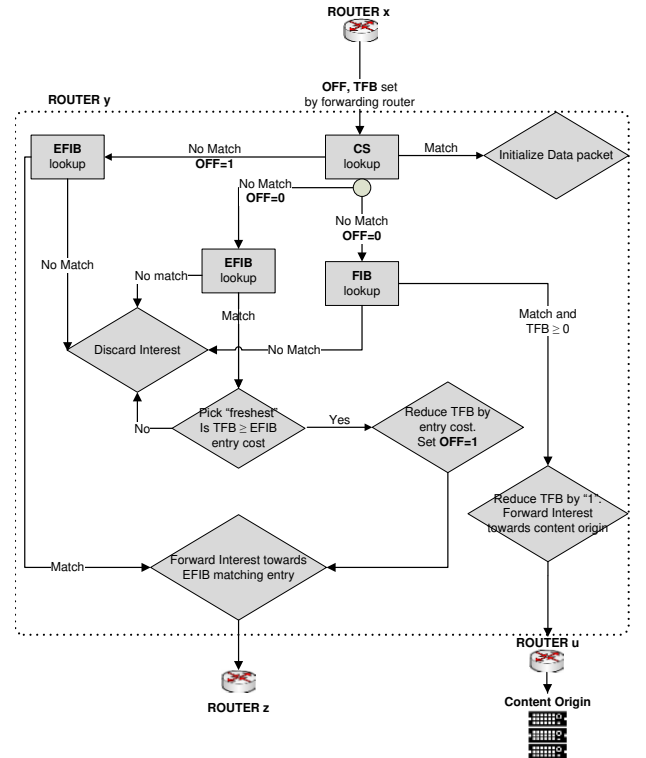 ROUTER x
OFF, TFB set
by forwarding router
ROUTER y
EFIB
lookup
No Match
OFF=1
CS
lookup
Match
Initialize Data packet
No Match
OFF=0
No Match
OFF=0
EFIB
lookup
FIB
lookup
No Match
No match
Match
Match and
TFB ≥ 0
Discard Interest
No Match
Pick “freshest”
Is TFB ≥ EFIB
entry cost
No
Yes
Reduce TFB by
entry cost.
Set OFF=1
Reduce TFB by “1”.
Forward Interest
towards content origin
Match
Forward Interest towards
EFIB matching entry
ROUTER u
ROUTER z
Content Origin